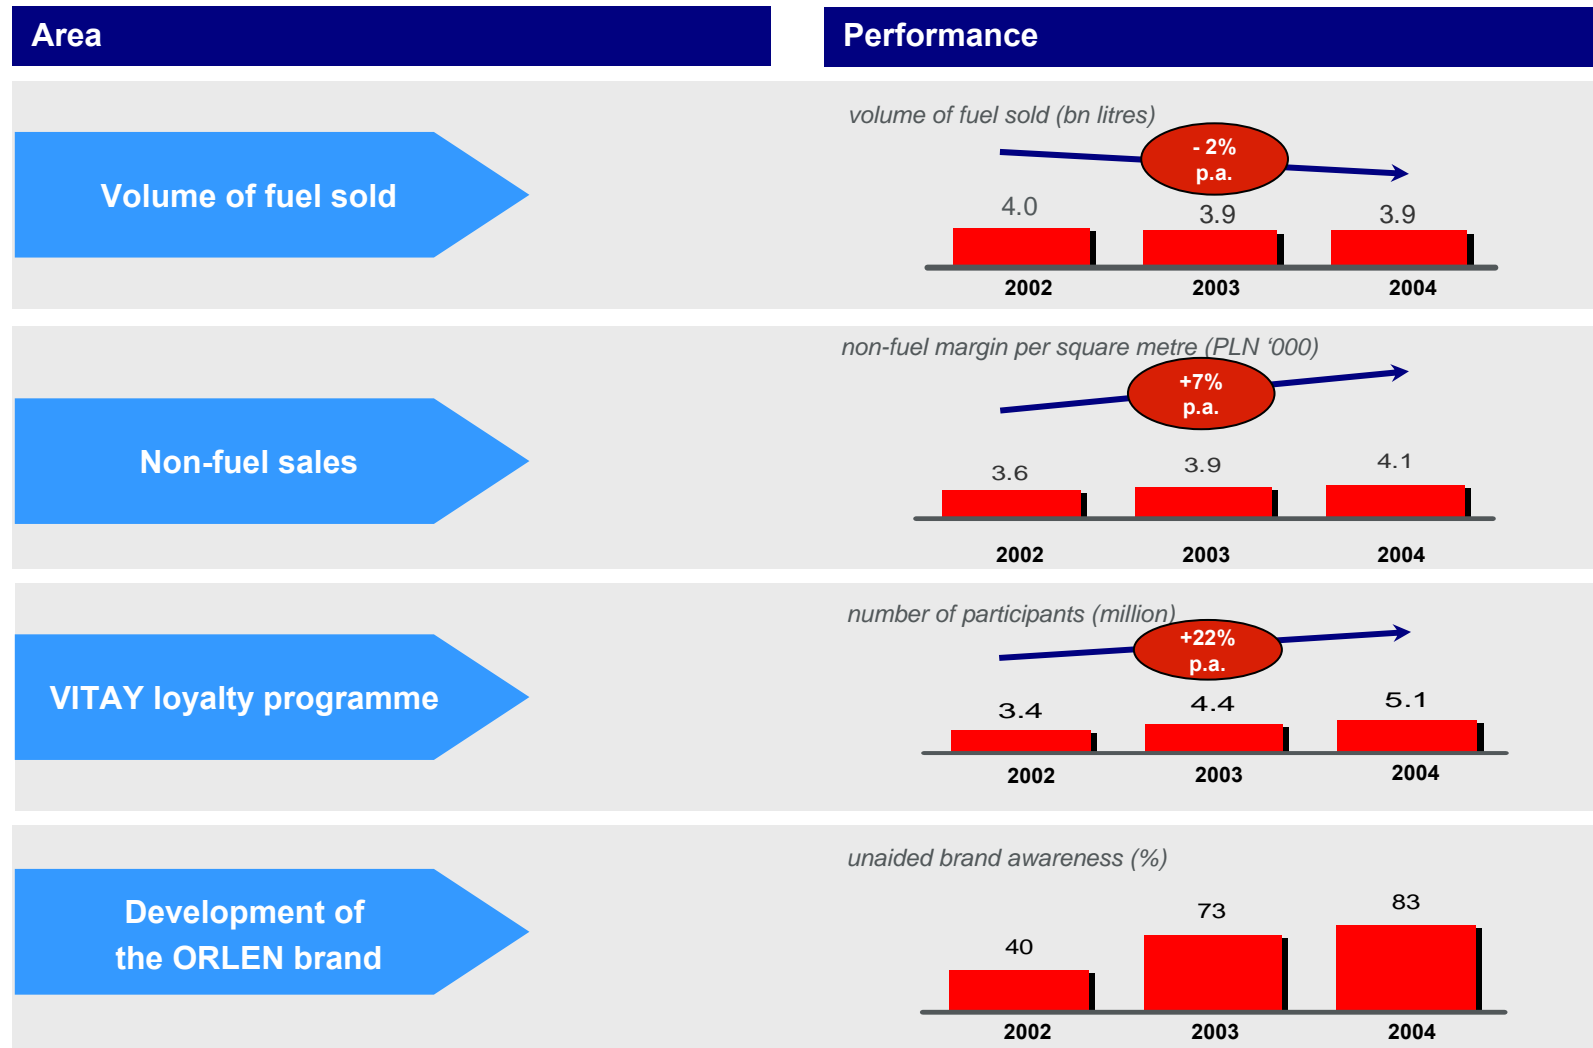 Area
Performance
Volume of fuel sold
volume of fuel sold (bn litres)
- 2%
p.a.
4.0
3.9
3.9
2002
2003
2004
Non-fuel sales
non-fuel margin per square metre (PLN ‘000)
+7%
p.a.
3.6
3.9
4.1
2002
2003
2004
VITAY loyalty programme
number of participants (million)
+22%
p.a.
3.4
4.4
5.1
2002
2003
2004
Development of
the ORLEN brand
unaided brand awareness (%)
40
73
83
2002
2003
2004